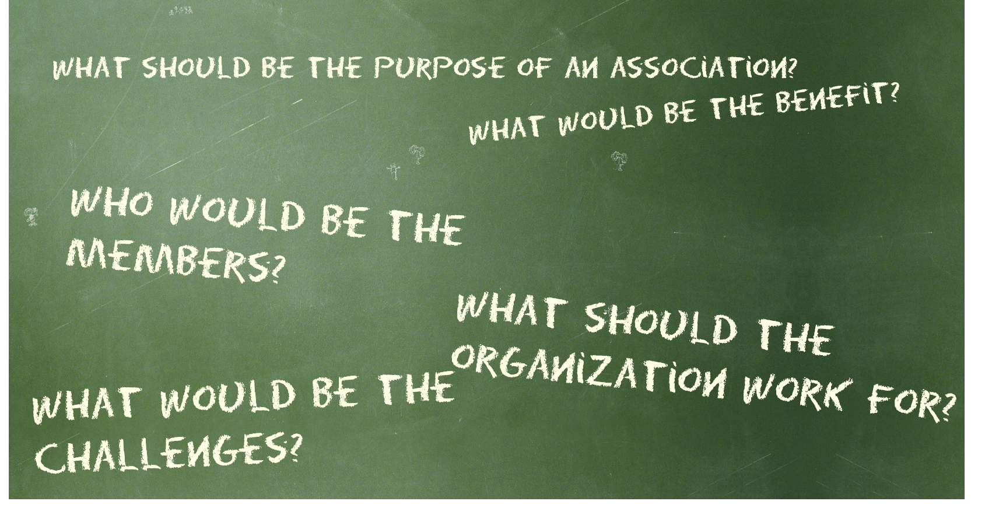 WHAT SHOULD BE THE PURPOSE OF AN ASSOCIATION?
WHAT WOULD BE THE BENEFIT?
WHO WOULD BE THE
MEMBERS?
WHAT SHOULD THE
ORGANIZATION WORK FOR?
WHAT WOULD BE THE
CHALLENGES?